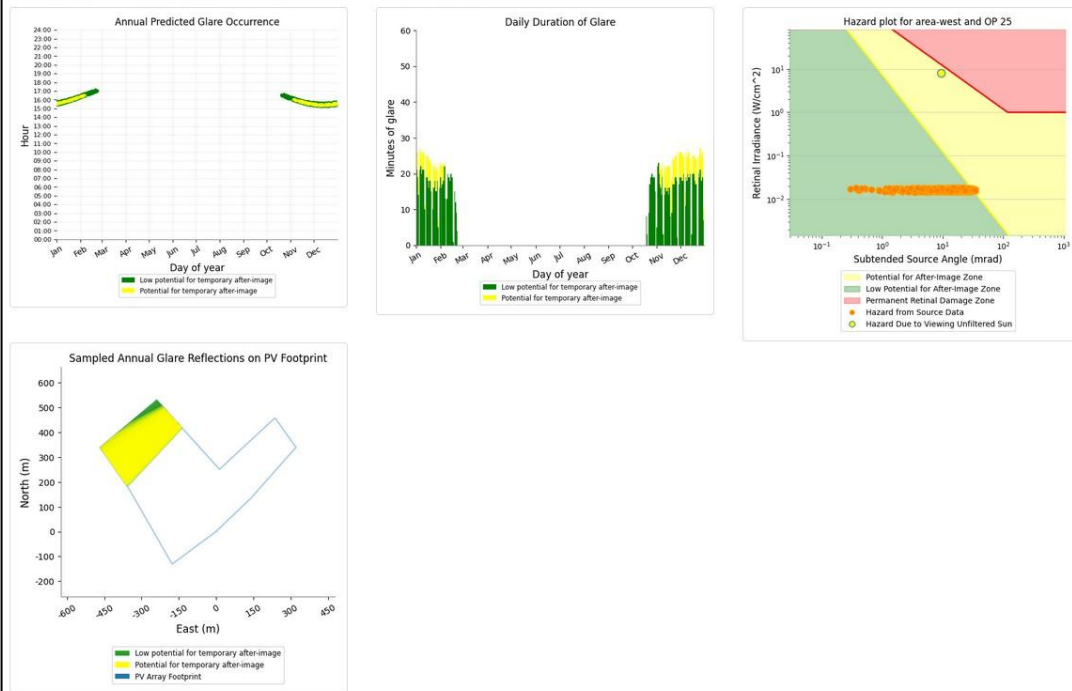 Annual Predicted Glare Occurrence
24:00
23:00
22:00
21:00
20:00
19:00
18:00
17:00
16:00
15:00
14:00
13:00
12:00
11:00
10:00
09:00
08:00
07:00
06:00
05:00
04:00
03:00
02:00
01:00
00:00
Hour
Jan Feb Mar Apr May Jun Jul Aug Sep Oct Nov Dec
Day of year
Low potential for temporary after-image
Potential for temporary after-image
Daily Duration of Glare
60
50
40
30
20
10
0
Minutes of glare
Jan Feb Mar Apr May Jun Jul Aug Sep Oct Nov Dec
Day of year
Low potential for temporary after-image
Potential for temporary after-image
Hazard plot for area-west and OP 25
10^1
10^0
10^-1
10^-2
Retinal Irradiance (W/cm^2)
10^-1 10^0 10^1 10^2 10^3
Subtended Source Angle (mrad)
Potential for After-Image Zone
Low Potential for After-Image Zone
Permanent Retinal Damage Zone
Hazard from Source Data
Hazard Due to Viewing Unfiltered Sun
Sampled Annual Glare Reflections on PV Footprint
600
500
400
300
200
100
0
-100
-200
North (m)
-600 -450 -300 -150 0 150 300 450
East (m)
Low potential for temporary after-image
Potential for temporary after-image
PV Array Footprint